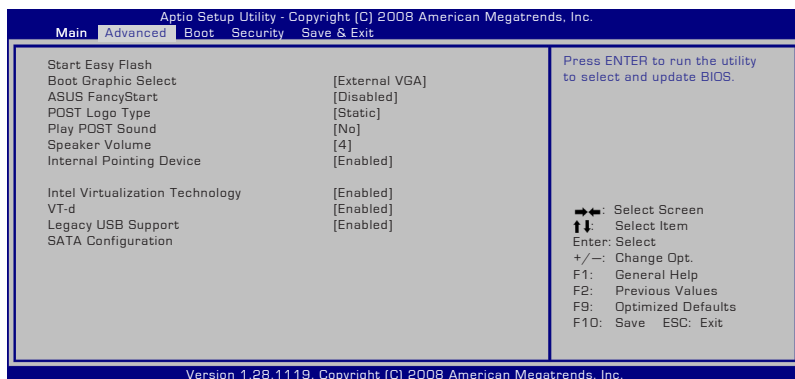 Aptio Setup Utility - Copyright (C) 2008 American Megatrends, Inc.
Main Advanced Boot Security Save & Exit
Start Easy Flash
Boot Graphic Select [External VGA]
ASUS FancyStart [Disabled]
POST Logo Type [Static]
Play POST Sound [No]
Speaker Volume [4]
Internal Pointing Device [Enabled]
Intel Virtualization Technology [Enabled]
VT-d [Enabled]
Legacy USB Support [Enabled]
SATA Configuration
Press ENTER to run the utility
to select and update BIOS.
→←: Select Screen
↑↓: Select Item
Enter: Select
+/—: Change Opt.
F1: General Help
F2: Previous Values
F9: Optimized Defaults
F10: Save ESC: Exit
Version 1.28.1119. Copyright (C) 2008 American Megatrends, Inc.